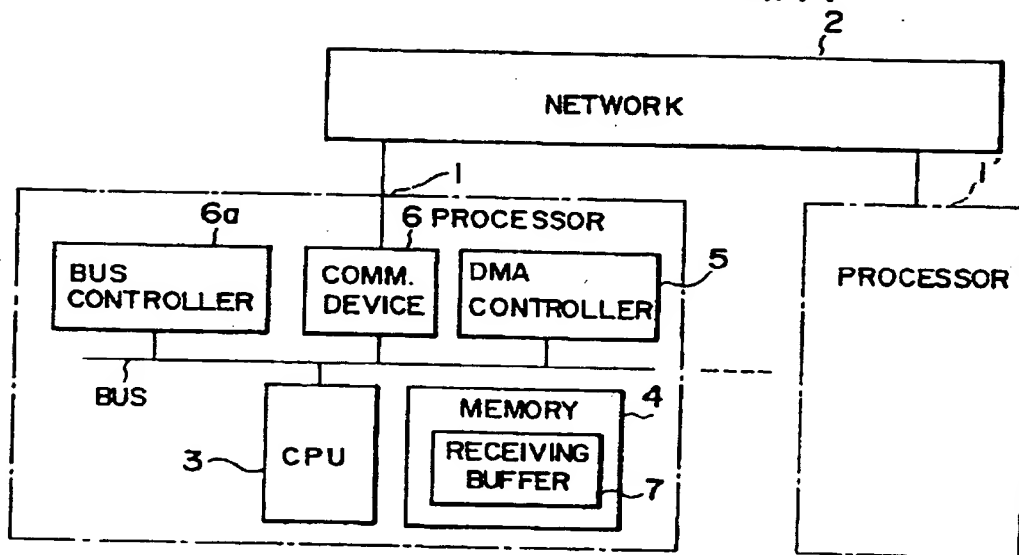 2
NETWORK
1
1'
6a
6 PROCESSOR
BUS
CONTROLLER
COMM.
DEVICE
DMA
CONTROLLER
5
PROCESSOR
BUS
3
CPU
MEMORY
4
RECEIVING
BUFFER
7